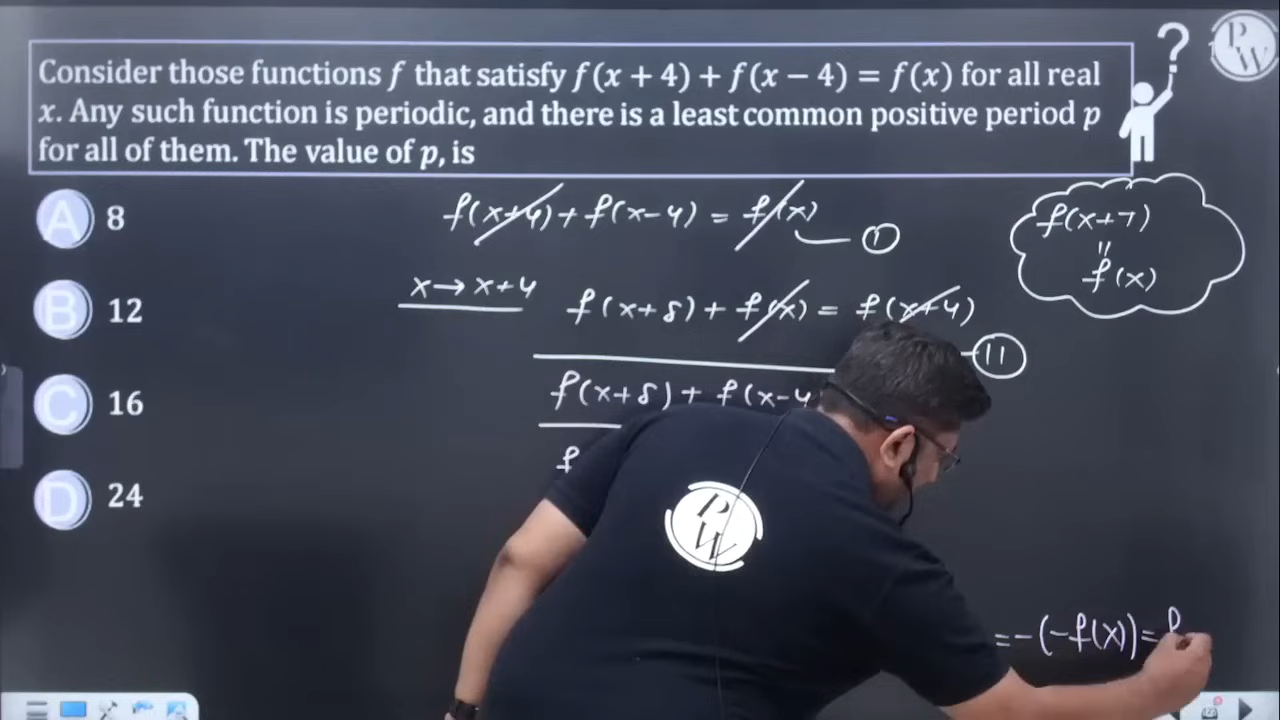 Consider those functions f that satisfy f(x + 4) + f(x − 4) = f(x) for all real
x. Any such function is periodic, and there is a least common positive period p
for all of them. The value of p, is
?
P
W
A 8
B 12
C 16
D 24
f(x+4) + f(x-4) = f(x)
①
x → x+4
f(x+8) + f(x) = f(x+4)
⑪
f(x+8) + f(x-4
f
= -(-f(x)) =
f(x+T)
"
f(x)
P
W